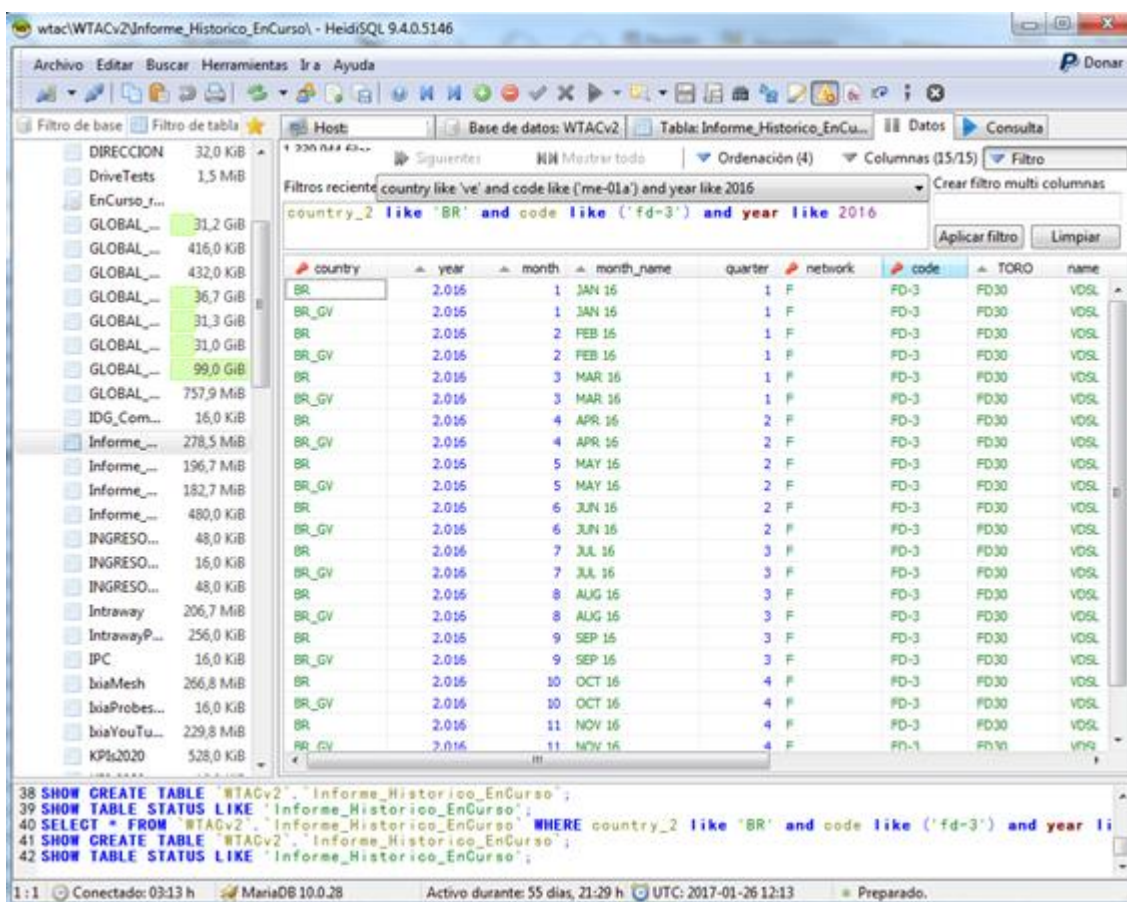 wtac\WTACv2\Informe_Historico_EnCurso\ - HeidiSQL 9.4.0.5146
Archivo Editar Buscar Herramientas Ir a Ayuda
Donar
Filtro de base Filtro de tabla
Host: Base de datos: WTACv2 Tabla: Informe_Historico_EnCu... Datos Consulta
Siguientes Mostrar todo Ordenación (4) Columnas (15/15) Filtro
Filtros reciente country like 've' and code like ('me-01a') and year like 2016
Crear filtro multi columnas
country_2 like 'BR' and code like ('fd-3') and year like 2016
Aplicar filtro Limpiar
DIRECCION 32,0 KiB
DriveTests 1,5 MiB
EnCurso_r...
GLOBAL_... 31,2 GiB
GLOBAL_... 416,0 KiB
GLOBAL_... 432,0 KiB
GLOBAL_... 36,7 GiB
GLOBAL_... 31,3 GiB
GLOBAL_... 31,0 GiB
GLOBAL_... 99,0 GiB
GLOBAL_... 757,9 MiB
IDG_Com... 16,0 KiB
Informe_... 278,5 MiB
Informe_... 196,7 MiB
Informe_... 182,7 MiB
Informe_... 480,0 KiB
INGRESO... 48,0 KiB
INGRESO... 16,0 KiB
INGRESO... 48,0 KiB
Intraway 206,7 MiB
IntrawayP... 256,0 KiB
IPC 16,0 KiB
IxiaMesh 266,8 MiB
IxiaProbes... 16,0 KiB
IxiaYouTu... 229,8 MiB
KPIs2020 528,0 KiB
country year month month_name quarter network code TORO name
BR 2.016 1 JAN 16 1 F FD-3 FD30 VDSL
BR_GV 2.016 1 JAN 16 1 F FD-3 FD30 VDSL
BR 2.016 2 FEB 16 1 F FD-3 FD30 VDSL
BR_GV 2.016 2 FEB 16 1 F FD-3 FD30 VDSL
BR 2.016 3 MAR 16 1 F FD-3 FD30 VDSL
BR_GV 2.016 3 MAR 16 1 F FD-3 FD30 VDSL
BR 2.016 4 APR 16 2 F FD-3 FD30 VDSL
BR_GV 2.016 4 APR 16 2 F FD-3 FD30 VDSL
BR 2.016 5 MAY 16 2 F FD-3 FD30 VDSL
BR_GV 2.016 5 MAY 16 2 F FD-3 FD30 VDSL
BR 2.016 6 JUN 16 2 F FD-3 FD30 VDSL
BR_GV 2.016 6 JUN 16 2 F FD-3 FD30 VDSL
BR 2.016 7 JUL 16 3 F FD-3 FD30 VDSL
BR_GV 2.016 7 JUL 16 3 F FD-3 FD30 VDSL
BR 2.016 8 AUG 16 3 F FD-3 FD30 VDSL
BR_GV 2.016 8 AUG 16 3 F FD-3 FD30 VDSL
BR 2.016 9 SEP 16 3 F FD-3 FD30 VDSL
BR_GV 2.016 9 SEP 16 3 F FD-3 FD30 VDSL
BR 2.016 10 OCT 16 4 F FD-3 FD30 VDSL
BR_GV 2.016 10 OCT 16 4 F FD-3 FD30 VDSL
BR 2.016 11 NOV 16 4 F FD-3 FD30 VDSL
BR_GV 2.016 11 NOV 16 4 F FD-3 FD30 VDSL
38 SHOW CREATE TABLE `WTACv2`.`Informe_Historico_EnCurso`;
39 SHOW TABLE STATUS LIKE 'Informe_Historico_EnCurso';
40 SELECT * FROM `WTACv2`.`Informe_Historico_EnCurso` WHERE country_2 like 'BR' and code like ('fd-3') and year li
41 SHOW CREATE TABLE `WTACv2`.`Informe_Historico_EnCurso`;
42 SHOW TABLE STATUS LIKE 'Informe_Historico_EnCurso';
1 : 1 Conectado: 03:13 h MariaDB 10.0.28 Activo durante: 55 días, 21:29 h UTC: 2017-01-26 12:13 Preparado.